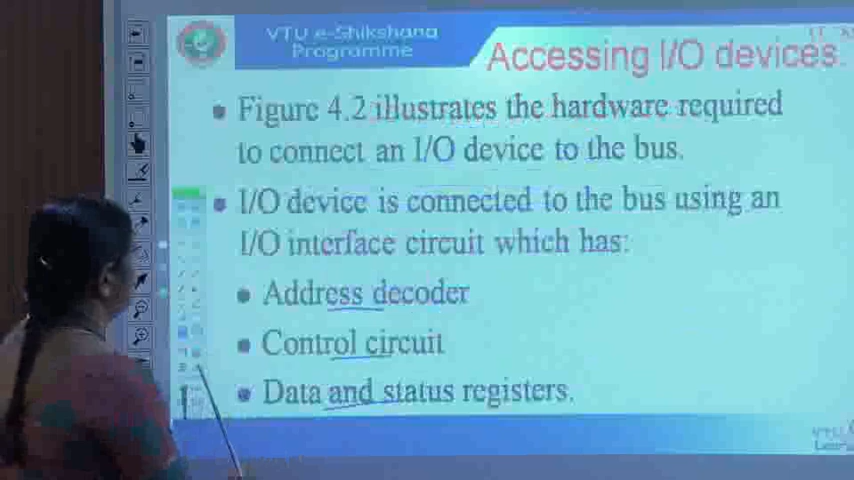 VTU e-Shikshana
Programme
Accessing I/O devices.
• Figure 4.2 illustrates the hardware required
to connect an I/O device to the bus.
• I/O device is connected to the bus using an
I/O interface circuit which has:
• Address decoder
• Control circuit
• Data and status registers.
VTU